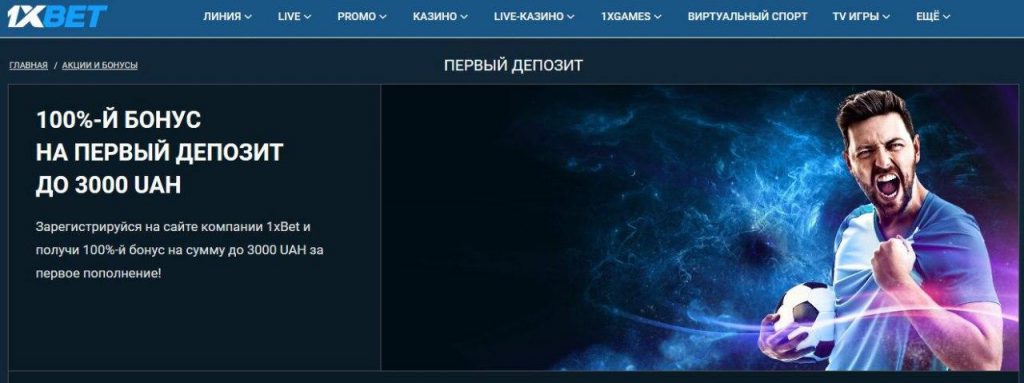 1XBET
ЛИНИЯ
LIVE
PROMO
КАЗИНО
LIVE-КАЗИНО
1XGAMES
ВИРТУАЛЬНЫЙ СПОРТ
TV ИГРЫ
ЕЩЁ
ГЛАВНАЯ / АКЦИИ И БОНУСЫ
ПЕРВЫЙ ДЕПОЗИТ
100%-Й БОНУС
НА ПЕРВЫЙ ДЕПОЗИТ
ДО 3000 UAH
Зарегистрируйся на сайте компании 1xBet и
получи 100%-й бонус на сумму до 3000 UAH за
первое пополнение!